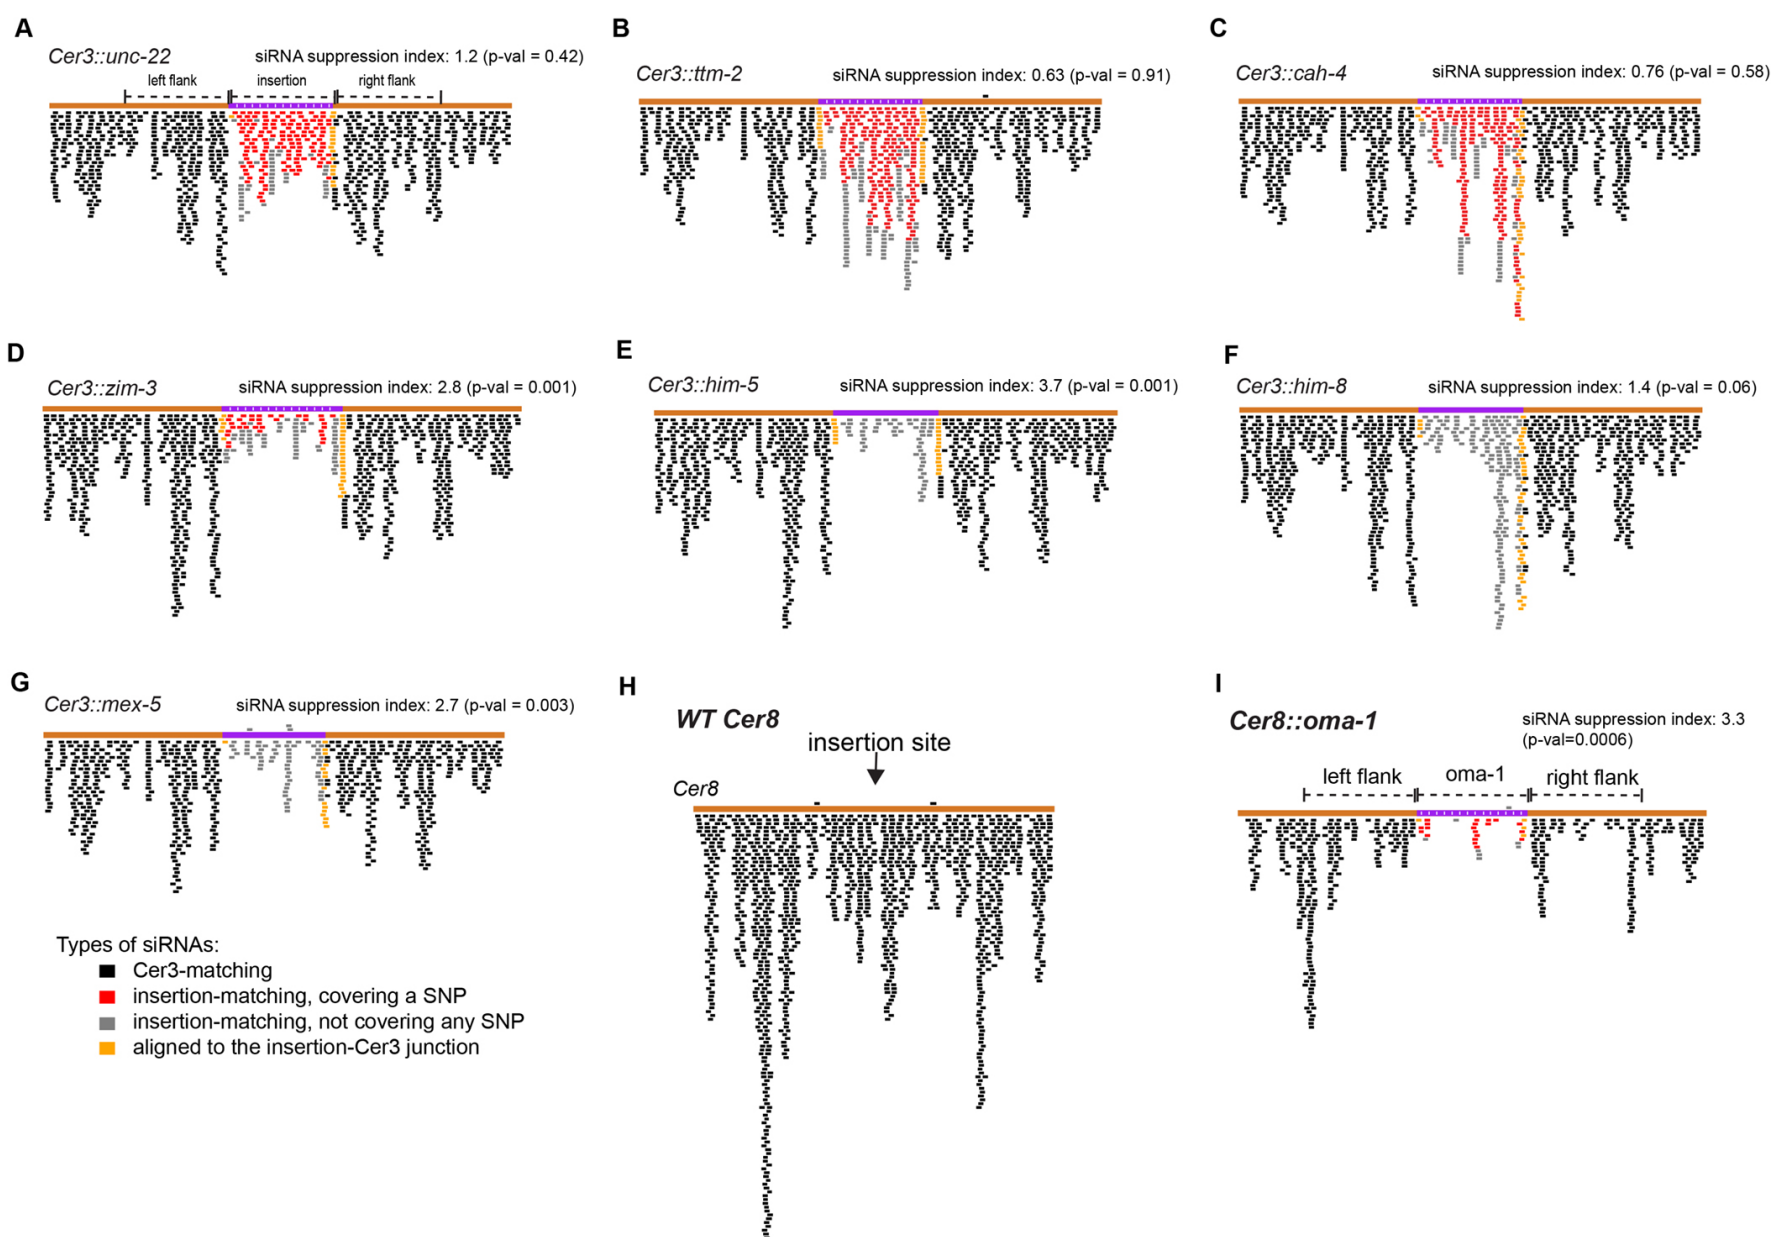 A
Cer3::unc-22
siRNA suppression index: 1.2 (p-val = 0.42)
left flank
insertion
right flank
B
Cer3::ttm-2
siRNA suppression index: 0.63 (p-val = 0.91)
C
Cer3::cah-4
siRNA suppression index: 0.76 (p-val = 0.58)
D
Cer3::zim-3
siRNA suppression index: 2.8 (p-val = 0.001)
E
Cer3::him-5
siRNA suppression index: 3.7 (p-val = 0.001)
F
Cer3::him-8
siRNA suppression index: 1.4 (p-val = 0.06)
G
Cer3::mex-5
siRNA suppression index: 2.7 (p-val = 0.003)
Types of siRNAs:
Cer3-matching
insertion-matching, covering a SNP
insertion-matching, not covering any SNP
aligned to the insertion-Cer3 junction
H
WT Cer8
insertion site
Cer8
I
Cer8::oma-1
siRNA suppression index: 3.3
(p-val=0.0006)
left flank
oma-1
right flank